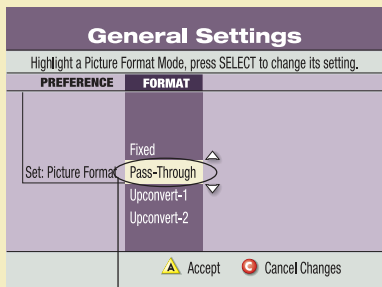 General Settings
Highlight a Picture Format Mode, press SELECT to change its setting.
PREFERENCE FORMAT
Fixed
Set: Picture Format Pass-Through
Upconvert-1
Upconvert-2
A Accept C Cancel Changes